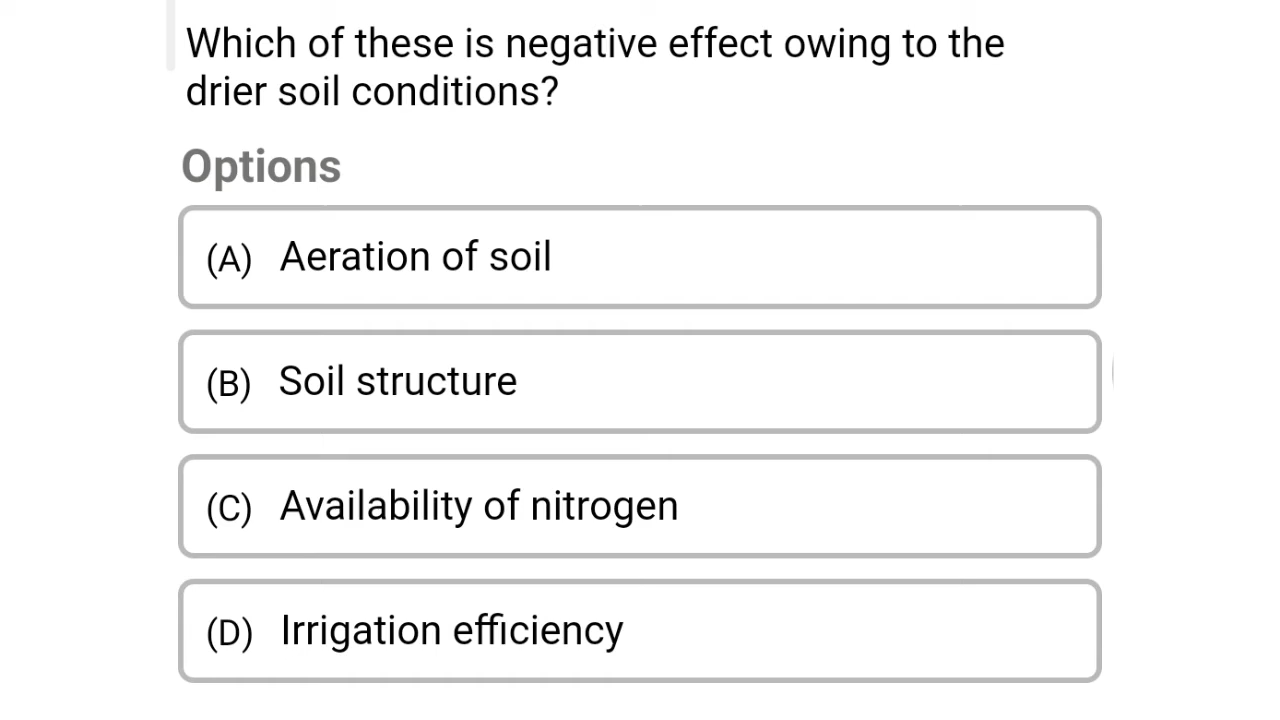 Which of these is negative effect owing to the
drier soil conditions?
Options
(A) Aeration of soil
(B) Soil structure
(C) Availability of nitrogen
(D) Irrigation efficiency